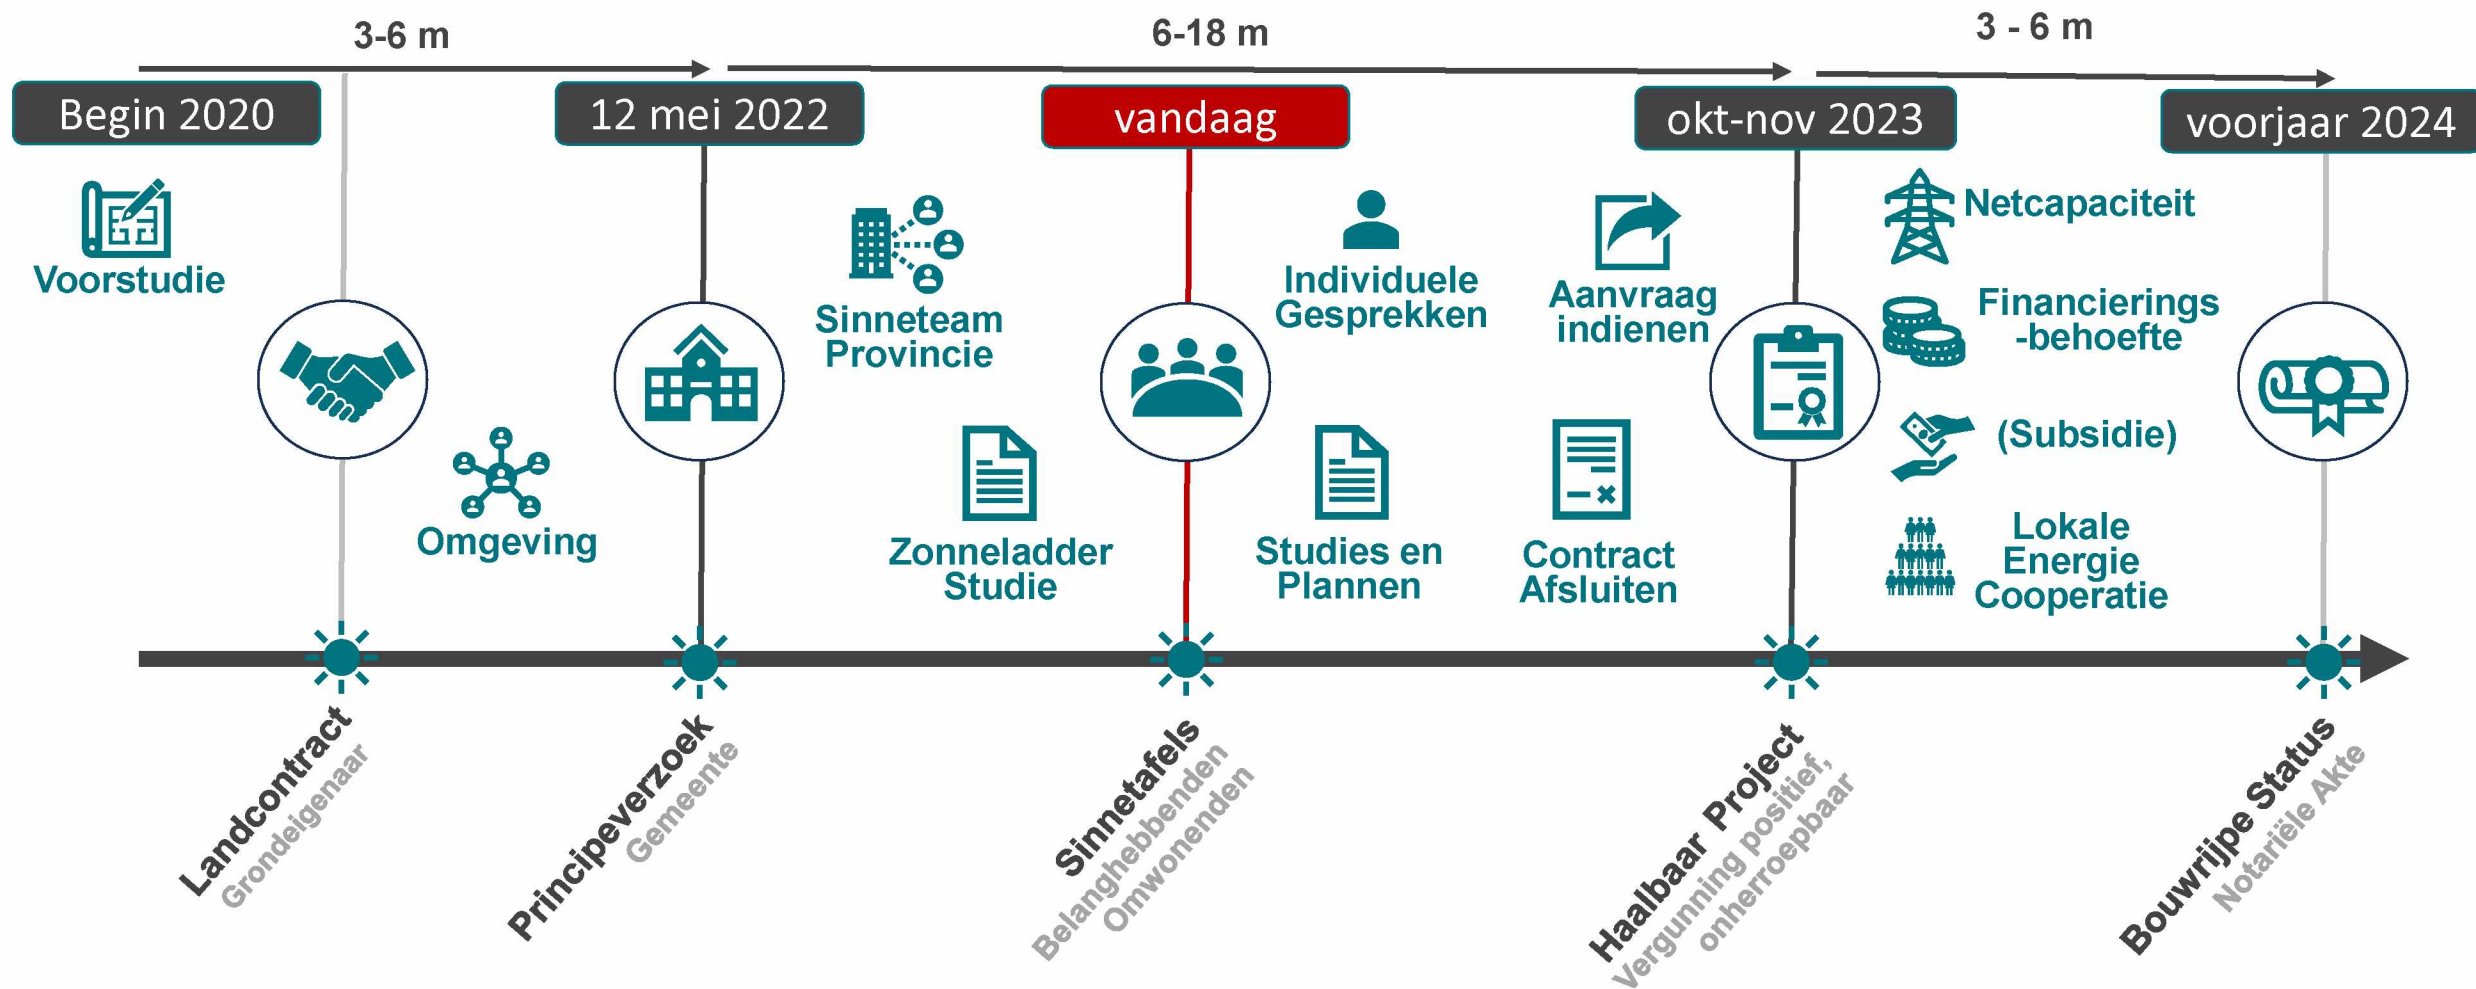 3-6 m
6-18 m
3 - 6 m
Begin 2020
12 mei 2022
vandaag
okt-nov 2023
voorjaar 2024
Voorstudie
Omgeving
Sinneteam
Provincie
Zonneladder
Studie
Individuele
Gesprekken
Studies en
Plannen
Aanvraag
indienen
Contract
Afsluiten
Netcapaciteit
Financierings
-behoefte
(Subsidie)
Lokale
Energie
Cooperatie
Landcontract
Grondeigenaar
Principeverzoek
Gemeente
Sinnetafels
Belanghebbenden
Omwonenden
Haalbaar Project
Vergunning positief,
onherroepbaar
Bouwrijpe Status
Notariële Akte